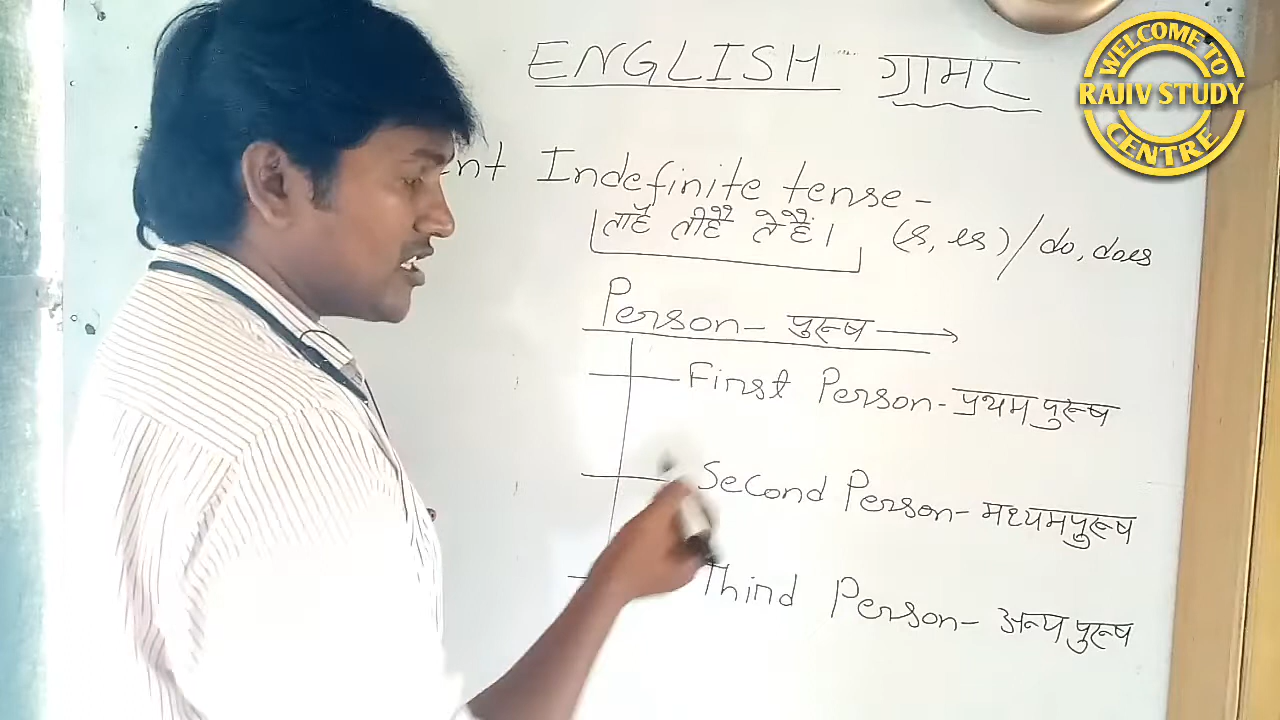 ENGLISH ग्रामर
nt Indefinite tense-
ताहै तीहै ते हैं। (s, es)/do, does
Person- पुरूष
First Person- प्रथम पुरूष
Second Person- मध्यम पुरूष
Third Person- अन्य पुरूष
WELCOME TO
RAJIV STUDY
CENTRE